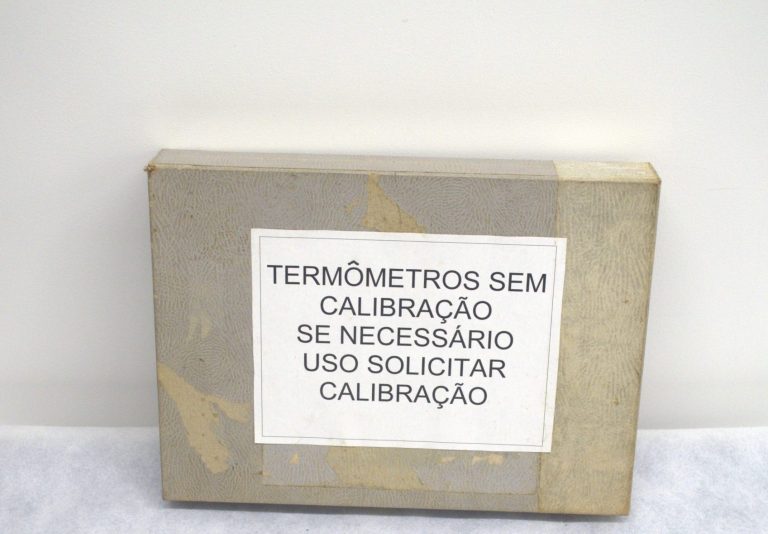 TERMÔMETROS SEM
CALIBRAÇÃO
SE NECESSÁRIO
USO SOLICITAR
CALIBRAÇÃO